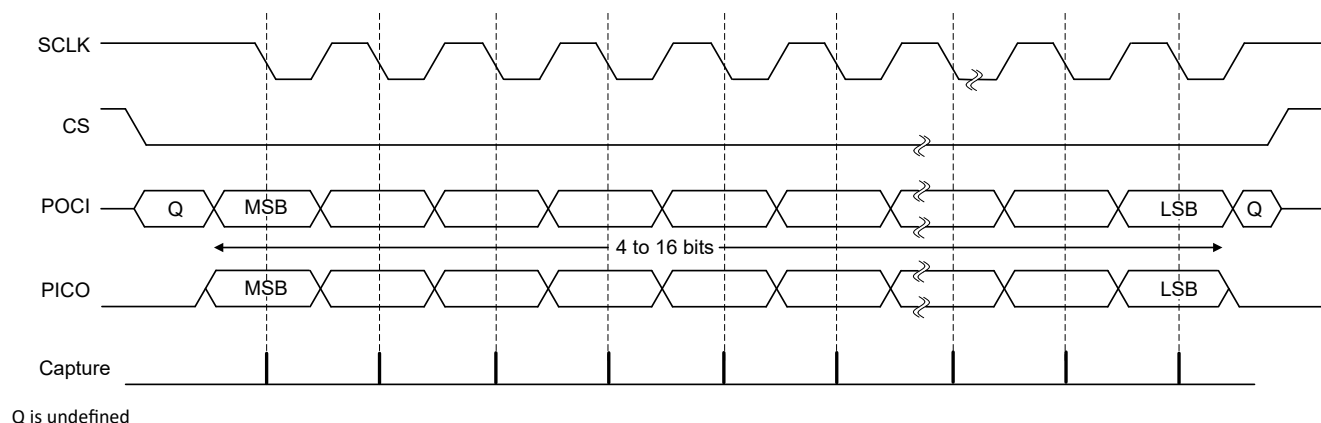 SCLK
CS
POCI Q MSB LSB Q
4 to 16 bits
PICO MSB LSB
Capture
Q is undefined